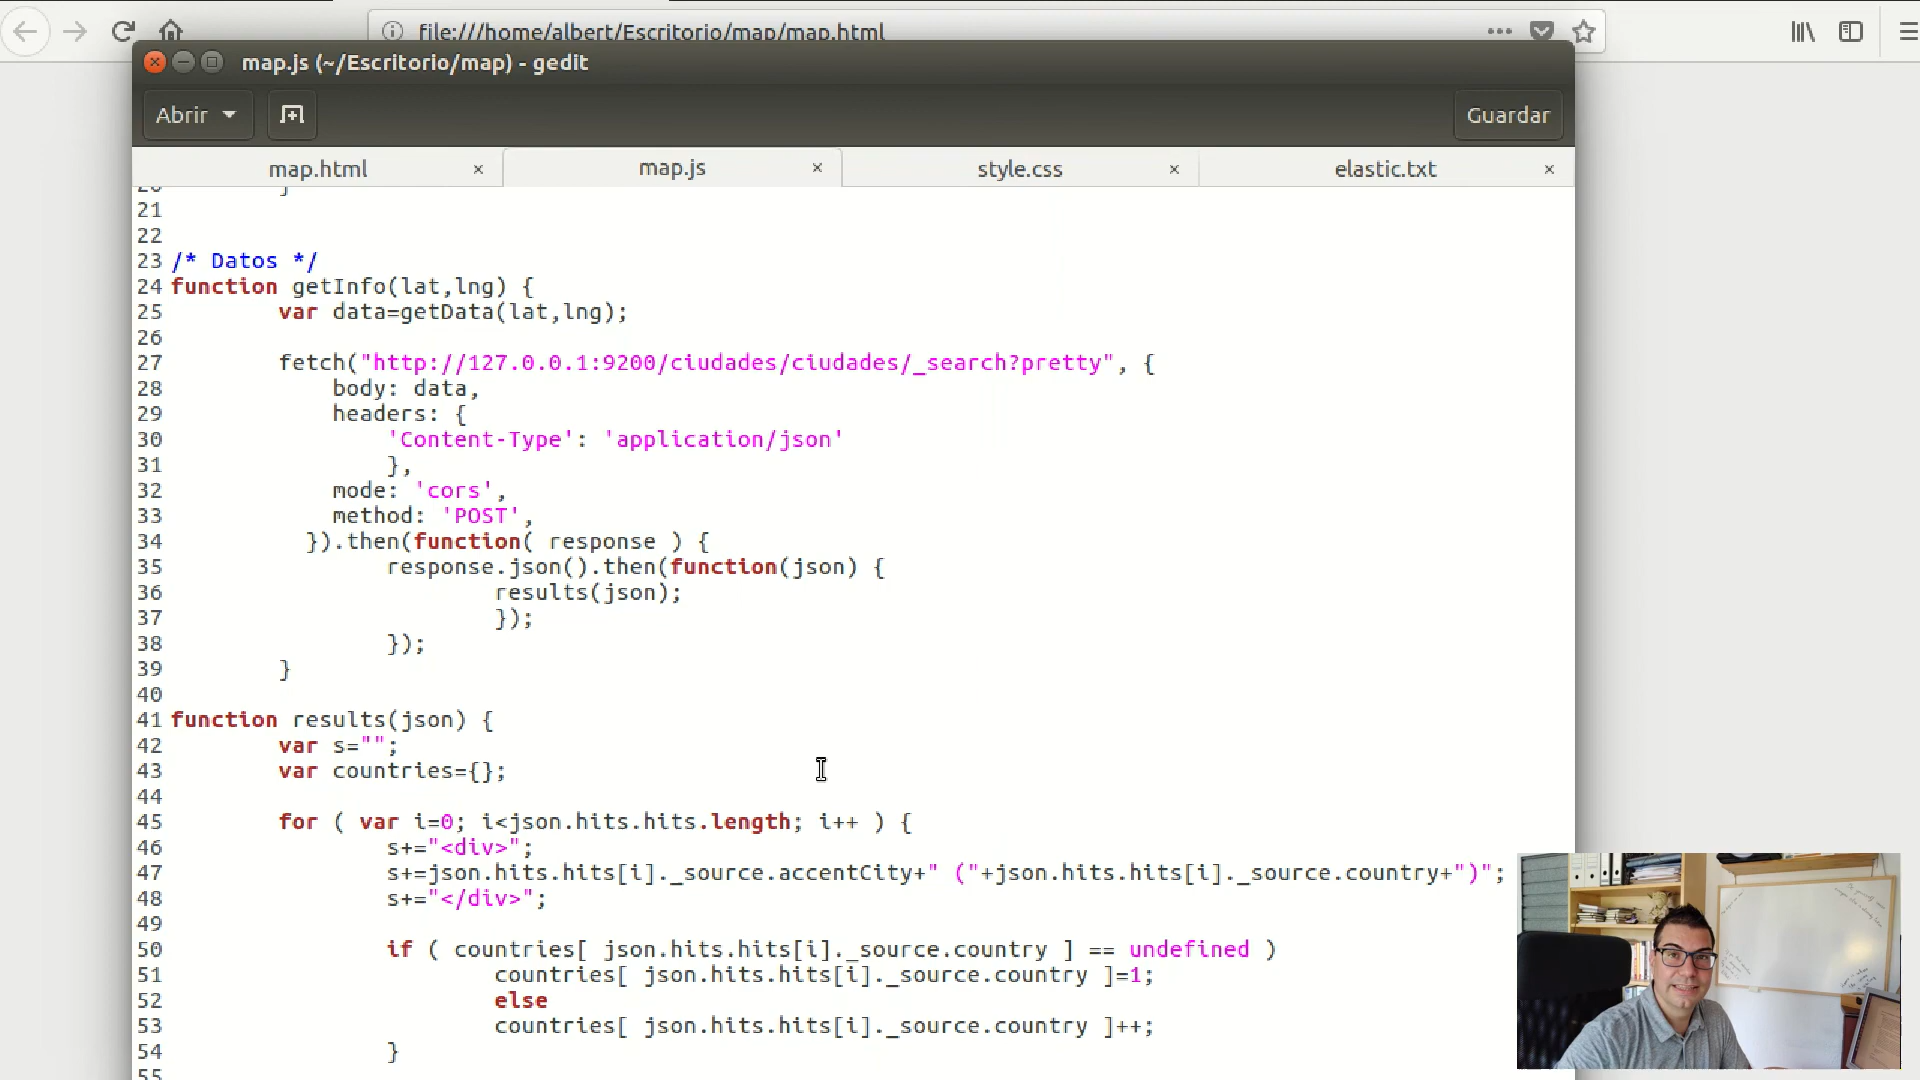 file:///home/albert/Escritorio/map/map.html
map.js (~/Escritorio/map) - gedit
Abrir
Guardar
map.html × map.js × style.css × elastic.txt ×
20 }
21
22
23 /* Datos */
24 function getInfo(lat,lng) {
25 var data=getData(lat,lng);
26
27 fetch("http://127.0.0.1:9200/ciudades/ciudades/_search?pretty", {
28 body: data,
29 headers: {
30 'Content-Type': 'application/json'
31 },
32 mode: 'cors',
33 method: 'POST',
34 }).then(function( response ) {
35 response.json().then(function(json) {
36 results(json);
37 });
38 });
39 }
40
41 function results(json) {
42 var s="";
43 var countries={};
44
45 for ( var i=0; i<json.hits.hits.length; i++ ) {
46 s+="<div>";
47 s+=json.hits.hits[i]._source.accentCity+" ("+json.hits.hits[i]._source.country+")";
48 s+="</div>";
49
50 if ( countries[ json.hits.hits[i]._source.country ] == undefined )
51 countries[ json.hits.hits[i]._source.country ]=1;
52 else
53 countries[ json.hits.hits[i]._source.country ]++;
54 }
55